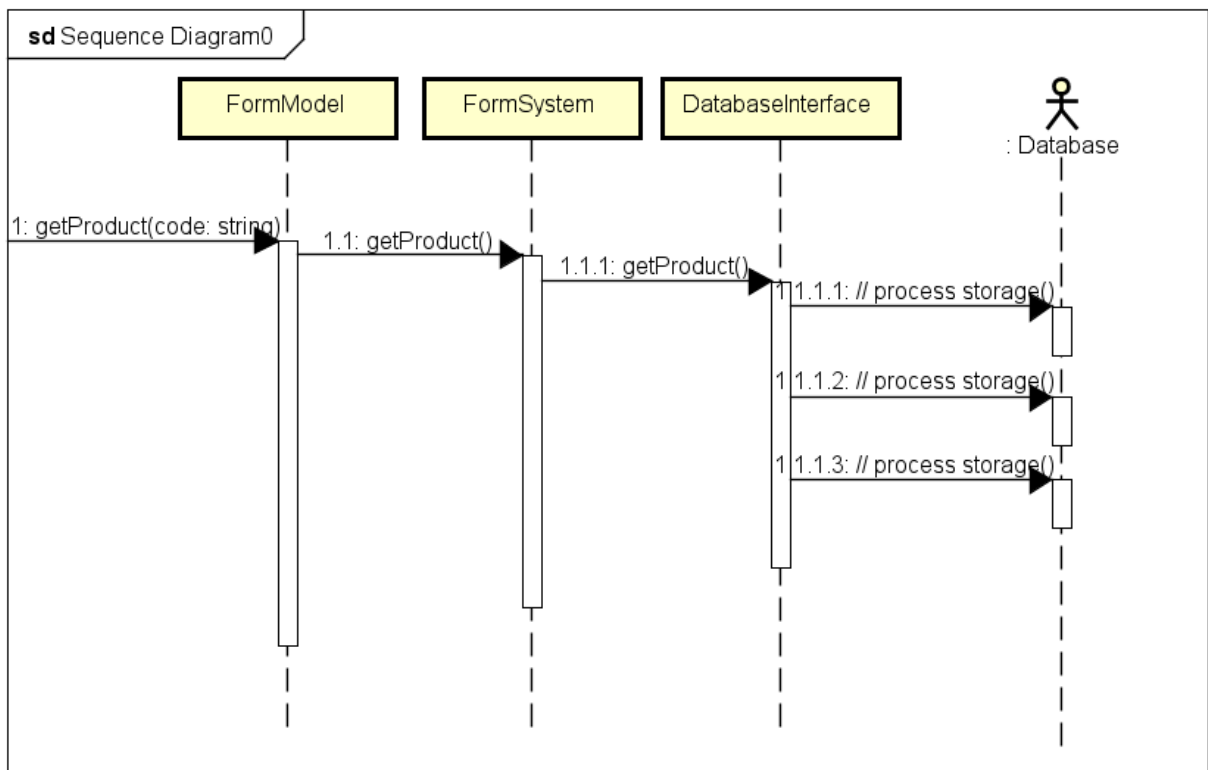 sd Sequence Diagram0
FormModel
FormSystem
DatabaseInterface
: Database
1: getProduct(code: string)
1.1: getProduct()
1.1.1: getProduct()
1.1.1.1: // process storage()
1.1.1.2: // process storage()
1.1.1.3: // process storage()